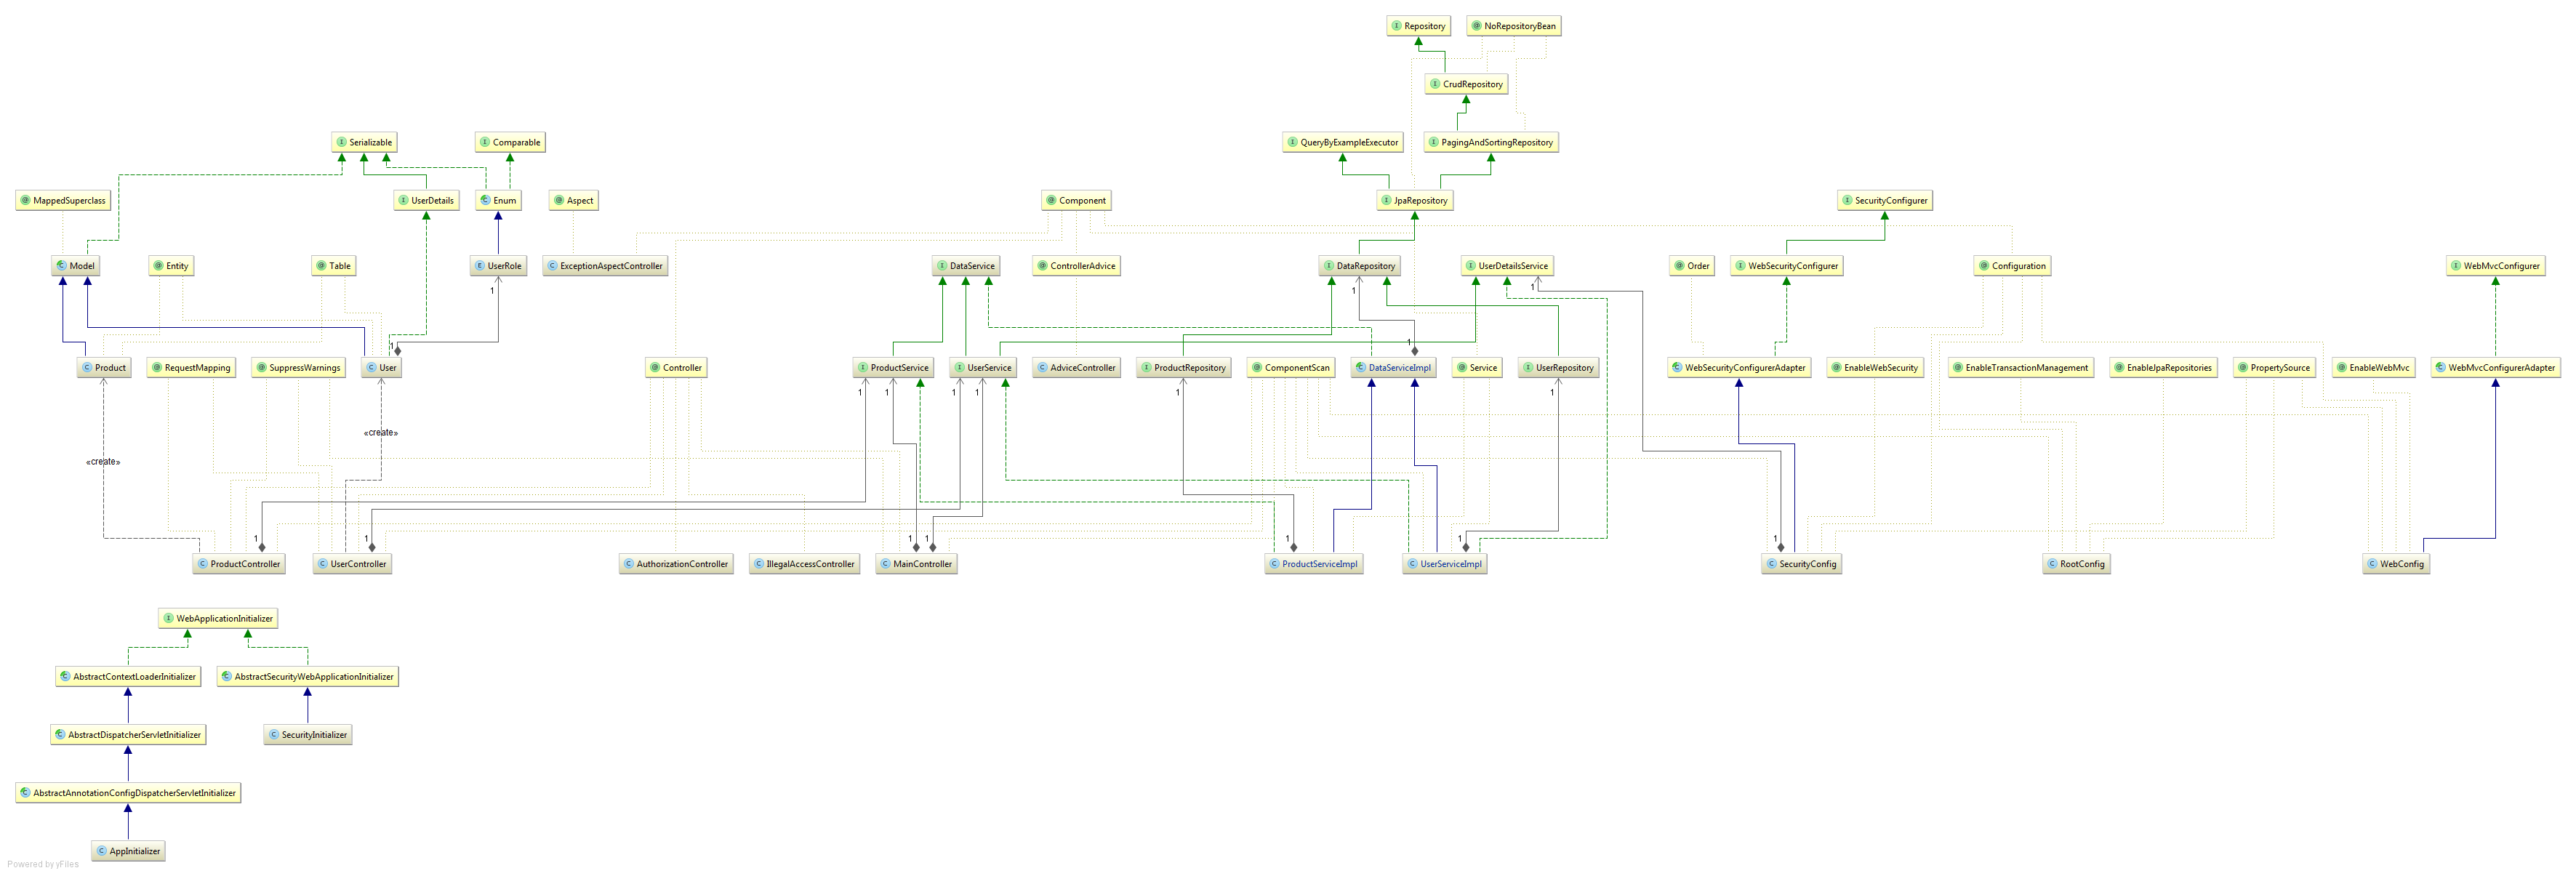 Repository
NoRepositoryBean
CrudRepository
Serializable
Comparable
QueryByExampleExecutor
PagingAndSortingRepository
MappedSuperclass
UserDetails
Enum
Aspect
Component
JpaRepository
SecurityConfigurer
Model
Entity
Table
UserRole
ExceptionAspectController
DataService
ControllerAdvice
DataRepository
UserDetailsService
Order
WebSecurityConfigurer
Configuration
WebMvcConfigurer
1
1
1
1
1
Product
RequestMapping
SuppressWarnings
User
Controller
ProductService
UserService
AdviceController
ProductRepository
ComponentScan
DataServiceImpl
Service
UserRepository
WebSecurityConfigurerAdapter
EnableWebSecurity
EnableTransactionManagement
EnableJpaRepositories
PropertySource
EnableWebMvc
WebMvcConfigurerAdapter
1
1
1
1
1
1
«create»
«create»
1
1
1
1
1
1
1
ProductController
UserController
AuthorizationController
IllegalAccessController
MainController
ProductServiceImpl
UserServiceImpl
SecurityConfig
RootConfig
WebConfig
WebApplicationInitializer
AbstractContextLoaderInitializer
AbstractSecurityWebApplicationInitializer
AbstractDispatcherServletInitializer
SecurityInitializer
AbstractAnnotationConfigDispatcherServletInitializer
AppInitializer
Powered by yFiles